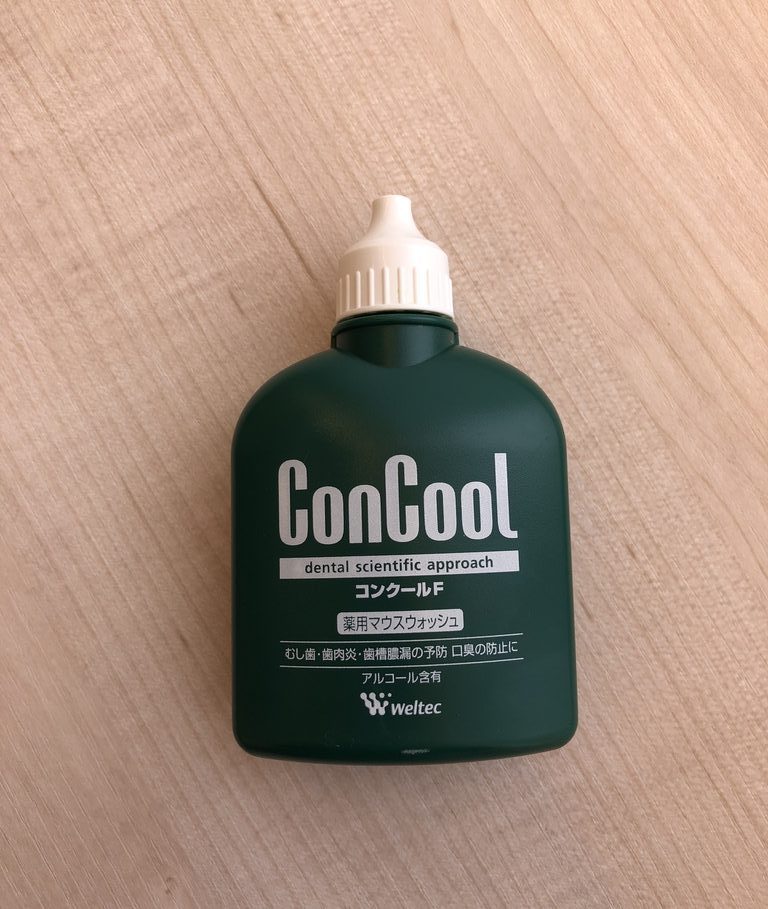 ConCool
dental scientific approach
コンクールF
薬用マウスウォッシュ
むし歯・歯肉炎・歯槽膿漏の予防 口臭の防止に
アルコール含有
Weltec